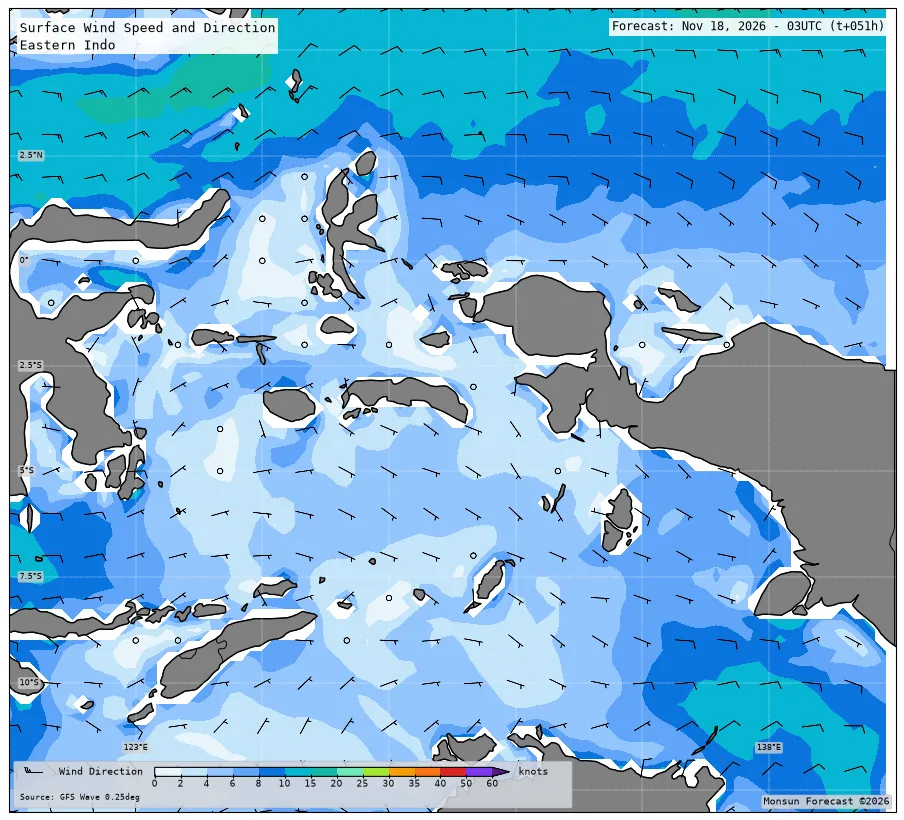 Surface Wind Speed and Direction
Eastern Indo
Forecast: Nov 18, 2026 - 03UTC (t+051h)
2.5°N
0°
2.5°S
5°S
7.5°S
10°S
123°E
138°E
Wind Direction
knots
0 2 4 6 8 10 15 20 25 30 35 40 50 60
Source: GFS Wave 0.25deg
Monsun Forecast ©2026